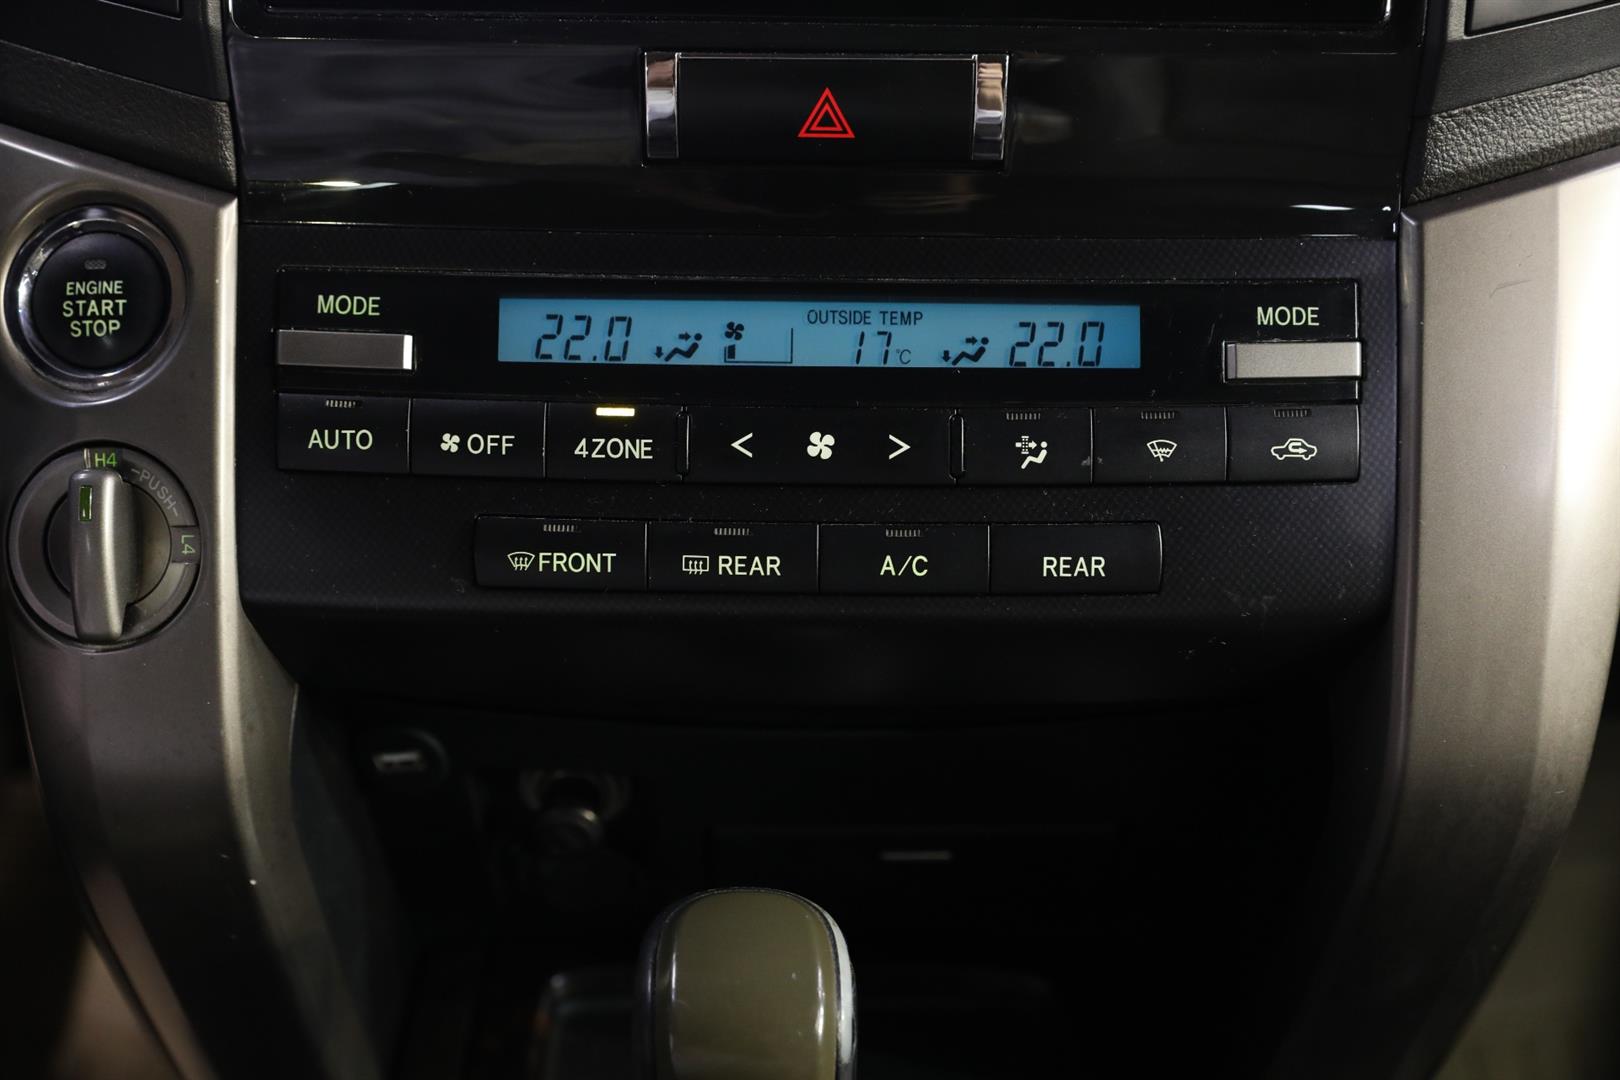 ENGINE
START
STOP
MODE
22.0
OUTSIDE TEMP
17°C
22.0
MODE
AUTO
OFF
4ZONE
< >
H4
-PUSH-
L4
FRONT
REAR
A/C
REAR